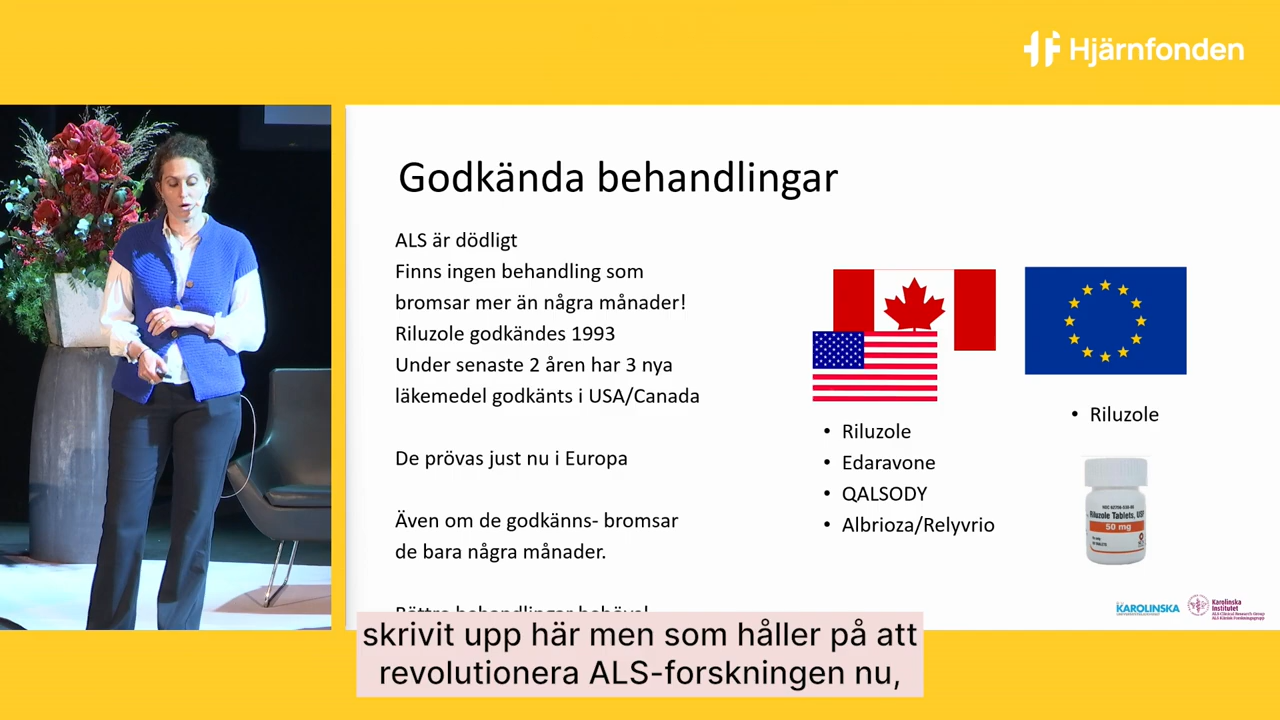 Hjärnfonden
Godkända behandlingar
ALS är dödligt
Finns ingen behandling som
bromsar mer än några månader!
Riluzole godkändes 1993
Under senaste 2 åren har 3 nya
läkemedel godkänts i USA/Canada
De prövas just nu i Europa
Även om de godkänns- bromsar
de bara några månader.
• Riluzole
• Edaravone
• QALSODY
• Albrioza/Relyvrio
• Riluzole
Riluzole Tablets, USP
50 mg
KAROLINSKA
Karolinska
Institutet
skrivit upp här men som håller på att
revolutionera ALS-forskningen nu,